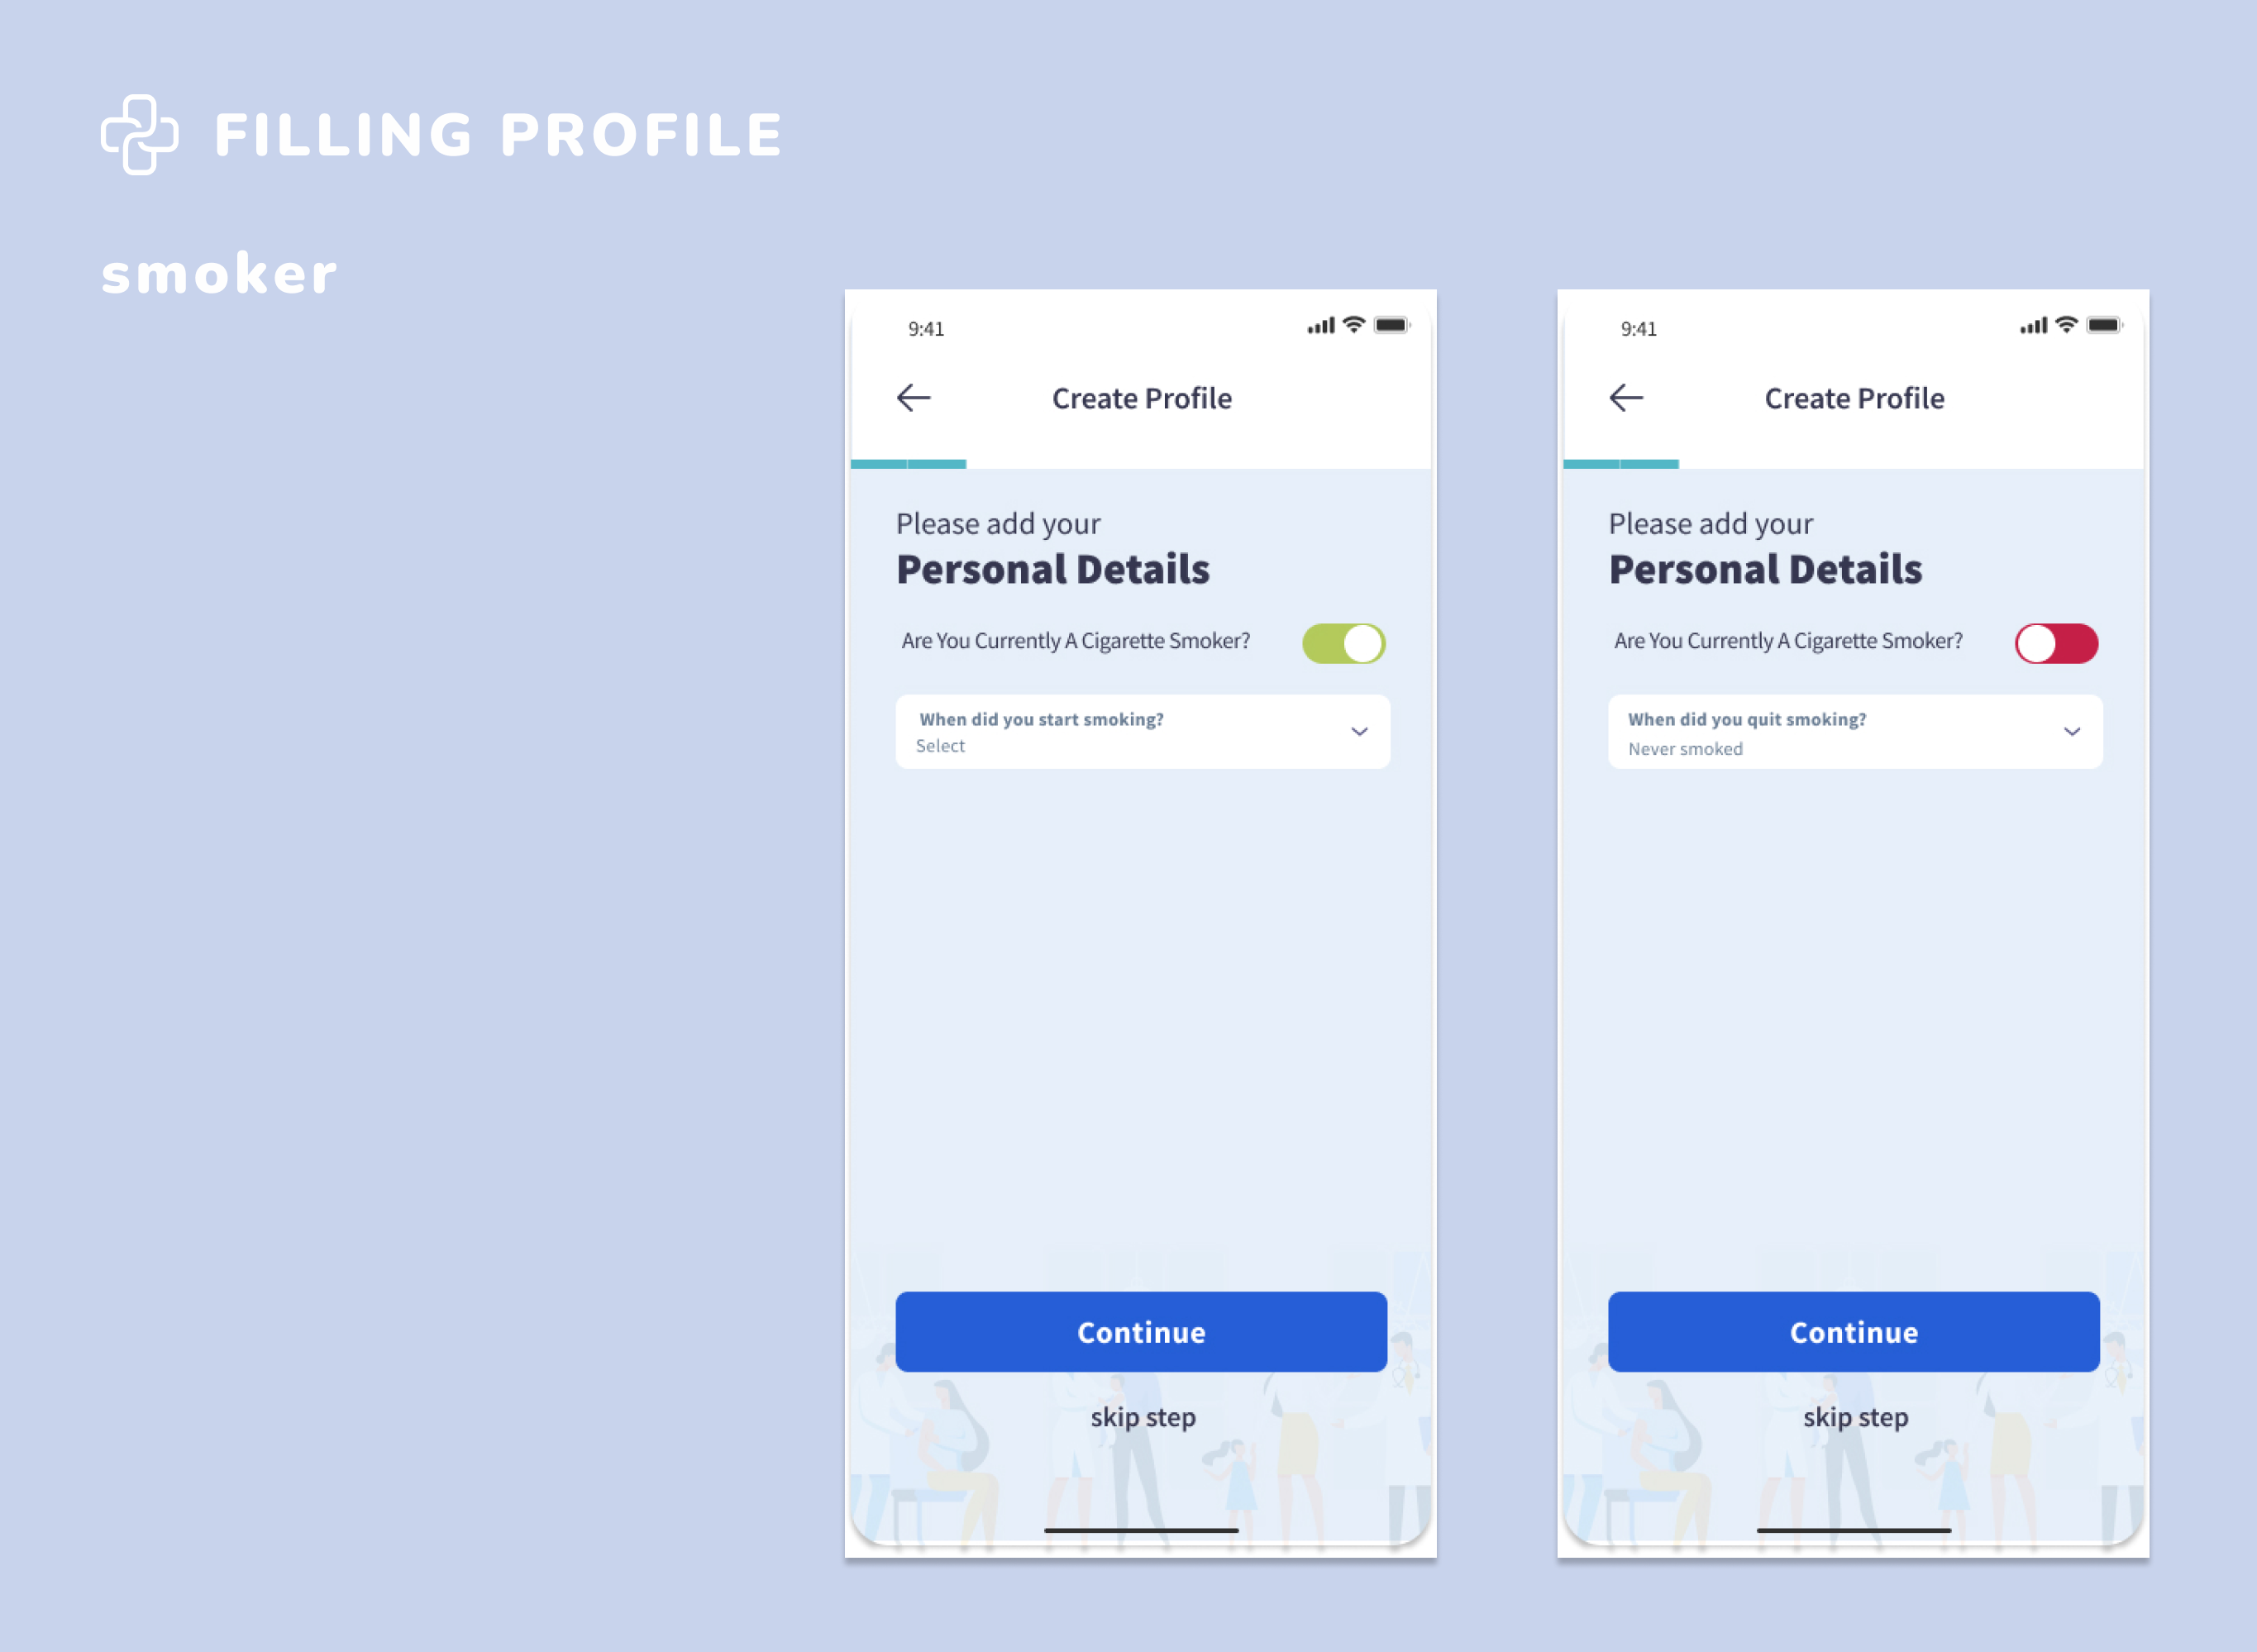 FILLING PROFILE
smoker
9:41
Create Profile
Please add your
Personal Details
Are You Currently A Cigarette Smoker?
When did you start smoking?
Select
Continue
skip step
9:41
Create Profile
Please add your
Personal Details
Are You Currently A Cigarette Smoker?
When did you quit smoking?
Never smoked
Continue
skip step